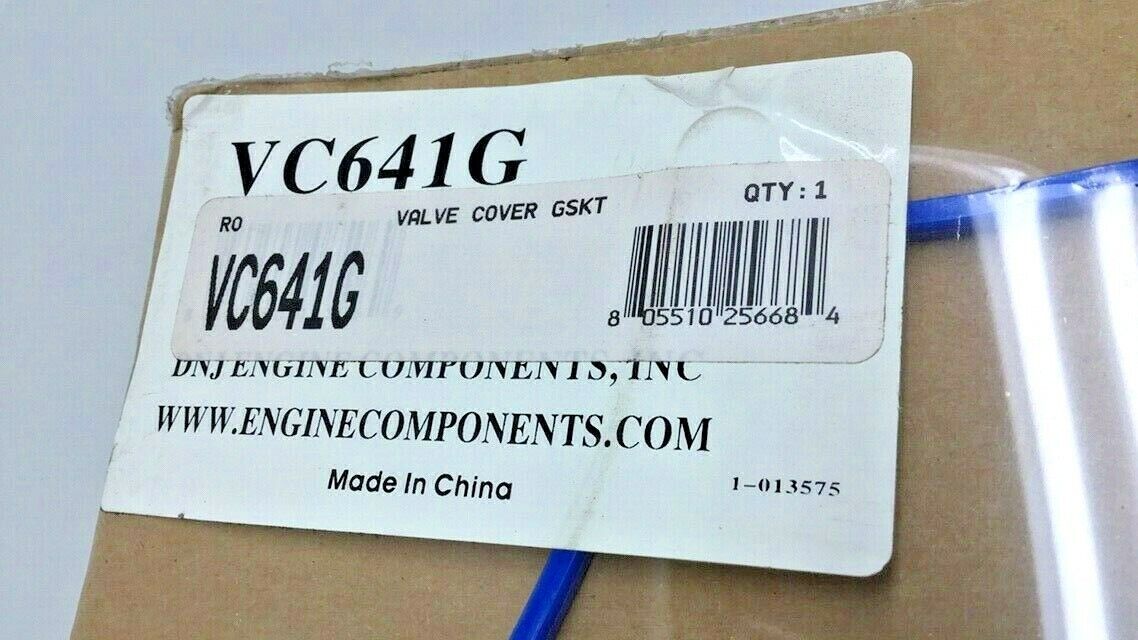 VC641G
RO VALVE COVER GSKT QTY: 1
VC641G
8 05510 25668 4
DNJ ENGINE COMPONENTS, INC
WWW.ENGINECOMPONENTS.COM
Made In China
1-013575